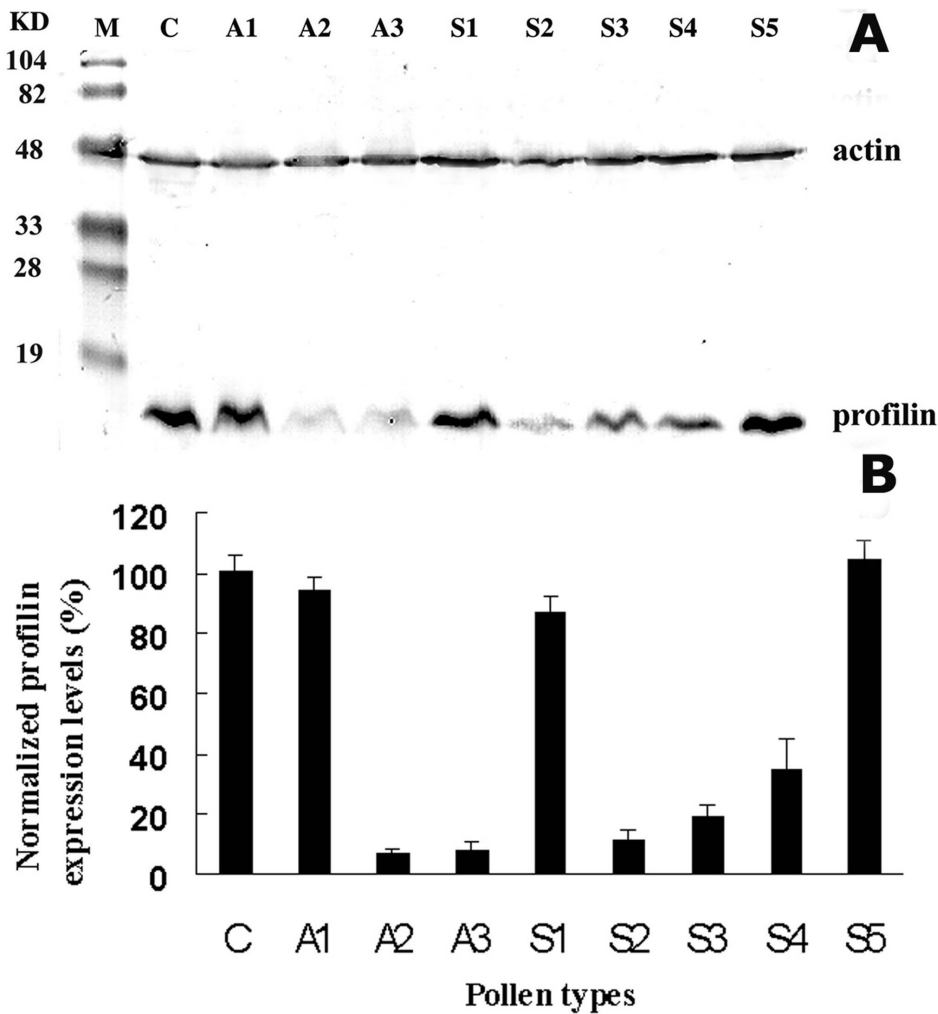 KD M C A1 A2 A3 S1 S2 S3 S4 S5 A
104
82
48 actin
33
28
19
profilin
B
120
100
80
60
40
20
0
Normalized profilin
expression levels (%)
C A1 A2 A3 S1 S2 S3 S4 S5
Pollen types